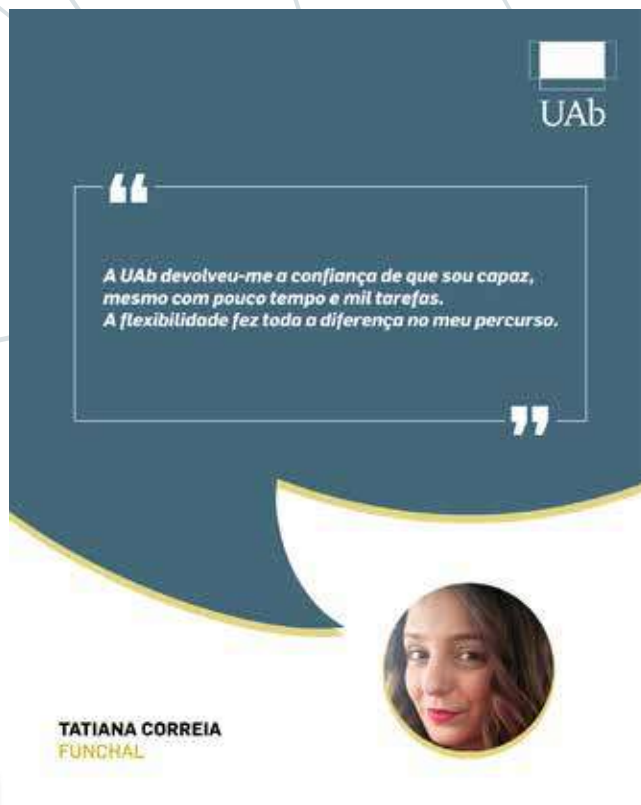 UAb
“
A UAb devolveu-me a confiança de que sou capaz,
mesmo com pouco tempo e mil tarefas.
A flexibilidade fez toda a diferença no meu percurso.
”
TATIANA CORREIA
FUNCHAL